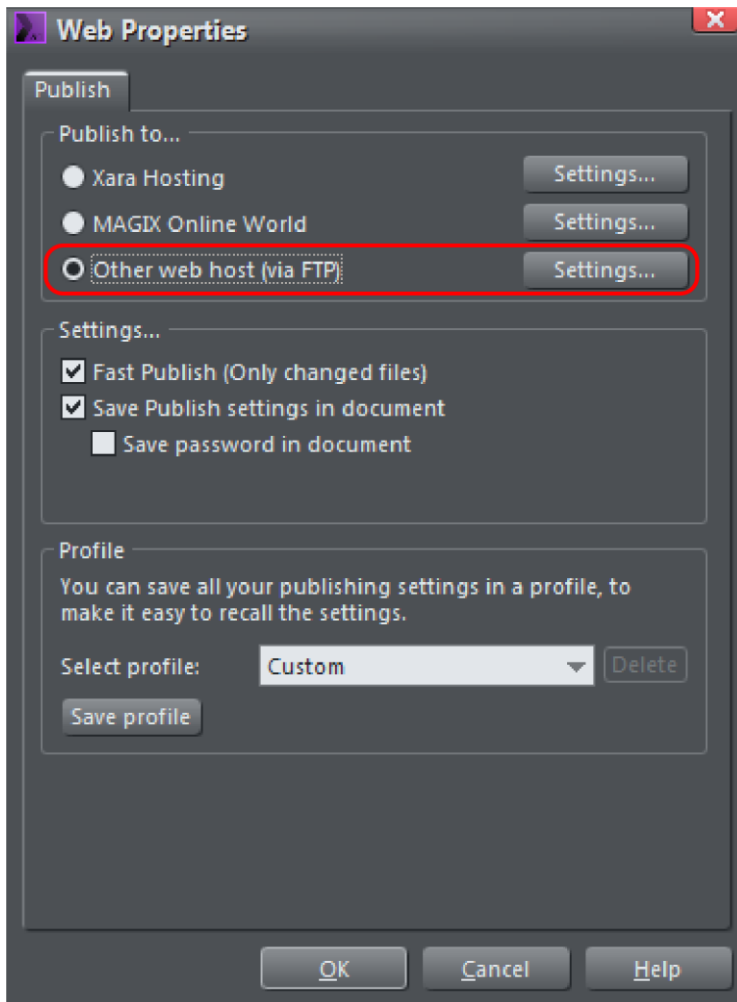 Web Properties
Publish
Publish to...
Xara Hosting
Settings...
MAGIX Online World
Settings...
Other web host (via FTP)
Settings...
Settings...
Fast Publish (Only changed files)
Save Publish settings in document
Save password in document
Profile
You can save all your publishing settings in a profile, to
make it easy to recall the settings.
Select profile:
Custom
Delete
Save profile
OK
Cancel
Help